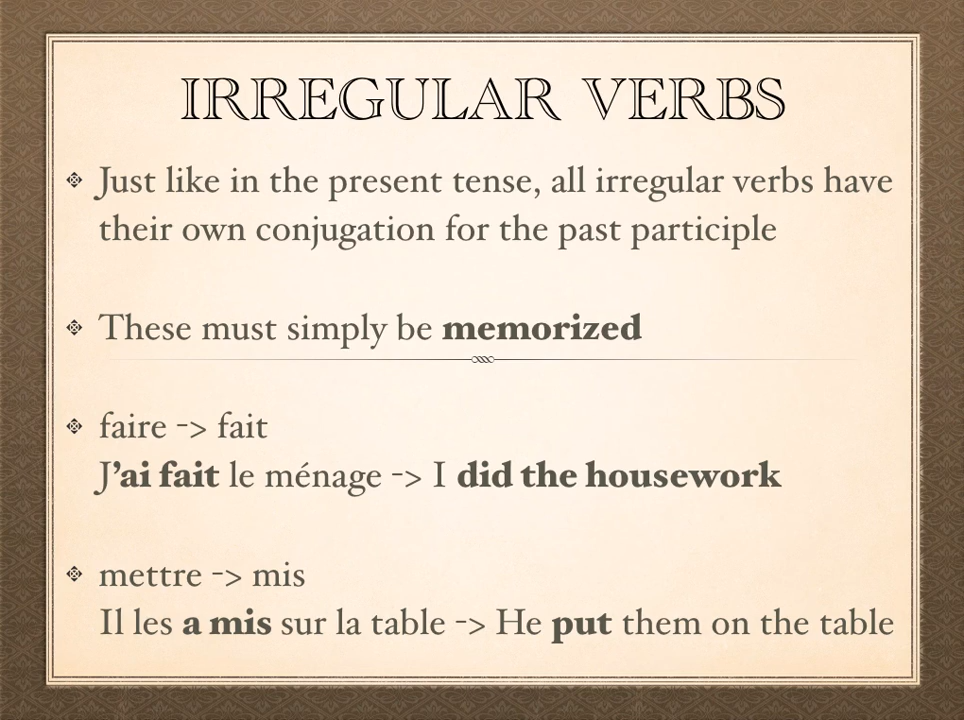 IRREGULAR VERBS
Just like in the present tense, all irregular verbs have
their own conjugation for the past participle
These must simply be memorized
faire -> fait
J'ai fait le ménage -> I did the housework
mettre -> mis
Il les a mis sur la table -> He put them on the table